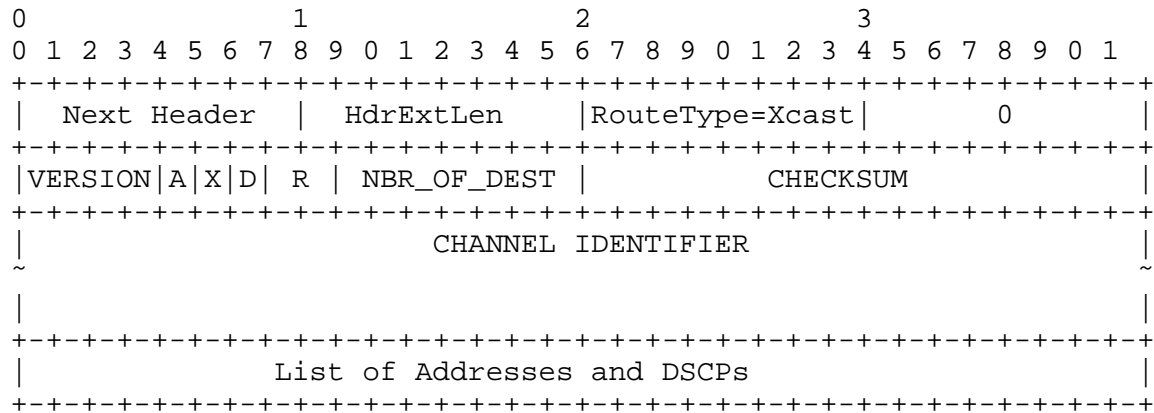 0                   1                   2                   3
0 1 2 3 4 5 6 7 8 9 0 1 2 3 4 5 6 7 8 9 0 1 2 3 4 5 6 7 8 9 0 1
+-+-+-+-+-+-+-+-+-+-+-+-+-+-+-+-+-+-+-+-+-+-+-+-+-+-+-+-+-+-+-+-+
|  Next Header  |  HdrExtLen    |RouteType=Xcast|       0       |
+-+-+-+-+-+-+-+-+-+-+-+-+-+-+-+-+-+-+-+-+-+-+-+-+-+-+-+-+-+-+-+-+
|VERSION|A|X|D| R | NBR_OF_DEST |          CHECKSUM             |
+-+-+-+-+-+-+-+-+-+-+-+-+-+-+-+-+-+-+-+-+-+-+-+-+-+-+-+-+-+-+-+-+
|                       CHANNEL IDENTIFIER                      |
~                                                               ~
|                                                               |
+-+-+-+-+-+-+-+-+-+-+-+-+-+-+-+-+-+-+-+-+-+-+-+-+-+-+-+-+-+-+-+-+
|              List of Addresses and DSCPs                      |
+-+-+-+-+-+-+-+-+-+-+-+-+-+-+-+-+-+-+-+-+-+-+-+-+-+-+-+-+-+-+-+-+